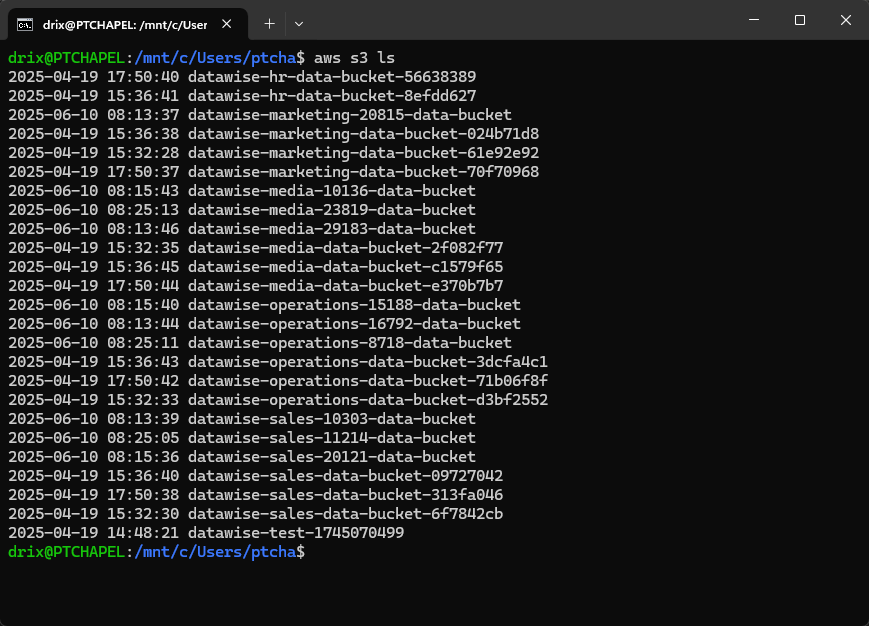 drix@PTCHAPEL: /mnt/c/User
drix@PTCHAPEL:/mnt/c/Users/ptcha$ aws s3 ls
2025-04-19 17:50:40 datawise-hr-data-bucket-56638389
2025-04-19 15:36:41 datawise-hr-data-bucket-8efdd627
2025-06-10 08:13:37 datawise-marketing-20815-data-bucket
2025-04-19 15:36:38 datawise-marketing-data-bucket-024b71d8
2025-04-19 15:32:28 datawise-marketing-data-bucket-61e92e92
2025-04-19 17:50:37 datawise-marketing-data-bucket-70f70968
2025-06-10 08:15:43 datawise-media-10136-data-bucket
2025-06-10 08:25:13 datawise-media-23819-data-bucket
2025-06-10 08:13:46 datawise-media-29183-data-bucket
2025-04-19 15:32:35 datawise-media-data-bucket-2f082f77
2025-04-19 15:36:45 datawise-media-data-bucket-c1579f65
2025-04-19 17:50:44 datawise-media-data-bucket-e370b7b7
2025-06-10 08:15:40 datawise-operations-15188-data-bucket
2025-06-10 08:13:44 datawise-operations-16792-data-bucket
2025-06-10 08:25:11 datawise-operations-8718-data-bucket
2025-04-19 15:36:43 datawise-operations-data-bucket-3dcfa4c1
2025-04-19 17:50:42 datawise-operations-data-bucket-71b06f8f
2025-04-19 15:32:33 datawise-operations-data-bucket-d3bf2552
2025-06-10 08:13:39 datawise-sales-10303-data-bucket
2025-06-10 08:25:05 datawise-sales-11214-data-bucket
2025-06-10 08:15:36 datawise-sales-20121-data-bucket
2025-04-19 15:36:40 datawise-sales-data-bucket-09727042
2025-04-19 17:50:38 datawise-sales-data-bucket-313fa046
2025-04-19 15:32:30 datawise-sales-data-bucket-6f7842cb
2025-04-19 14:48:21 datawise-test-1745070499
drix@PTCHAPEL:/mnt/c/Users/ptcha$